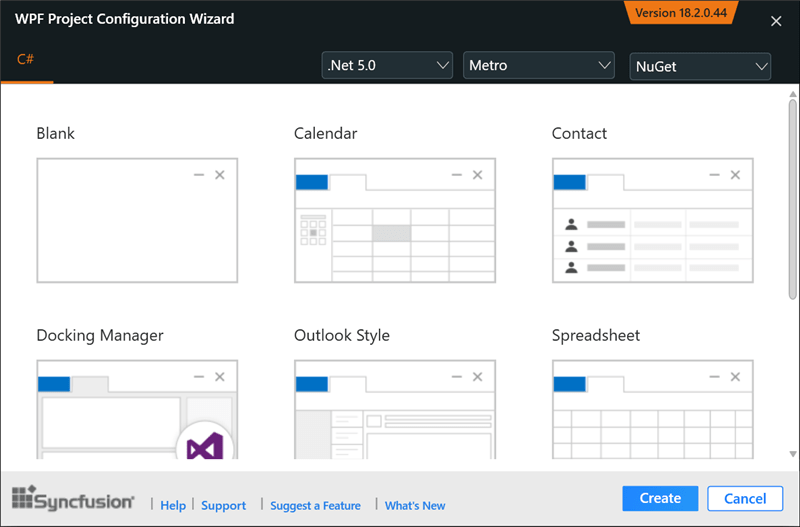 WPF Project Configuration Wizard
Version 18.2.0.44
C#
.Net 5.0
Metro
NuGet
Blank
Calendar
Contact
Docking Manager
Outlook Style
Spreadsheet
Syncfusion
| Help | Support | Suggest a Feature | What's New
Create
Cancel